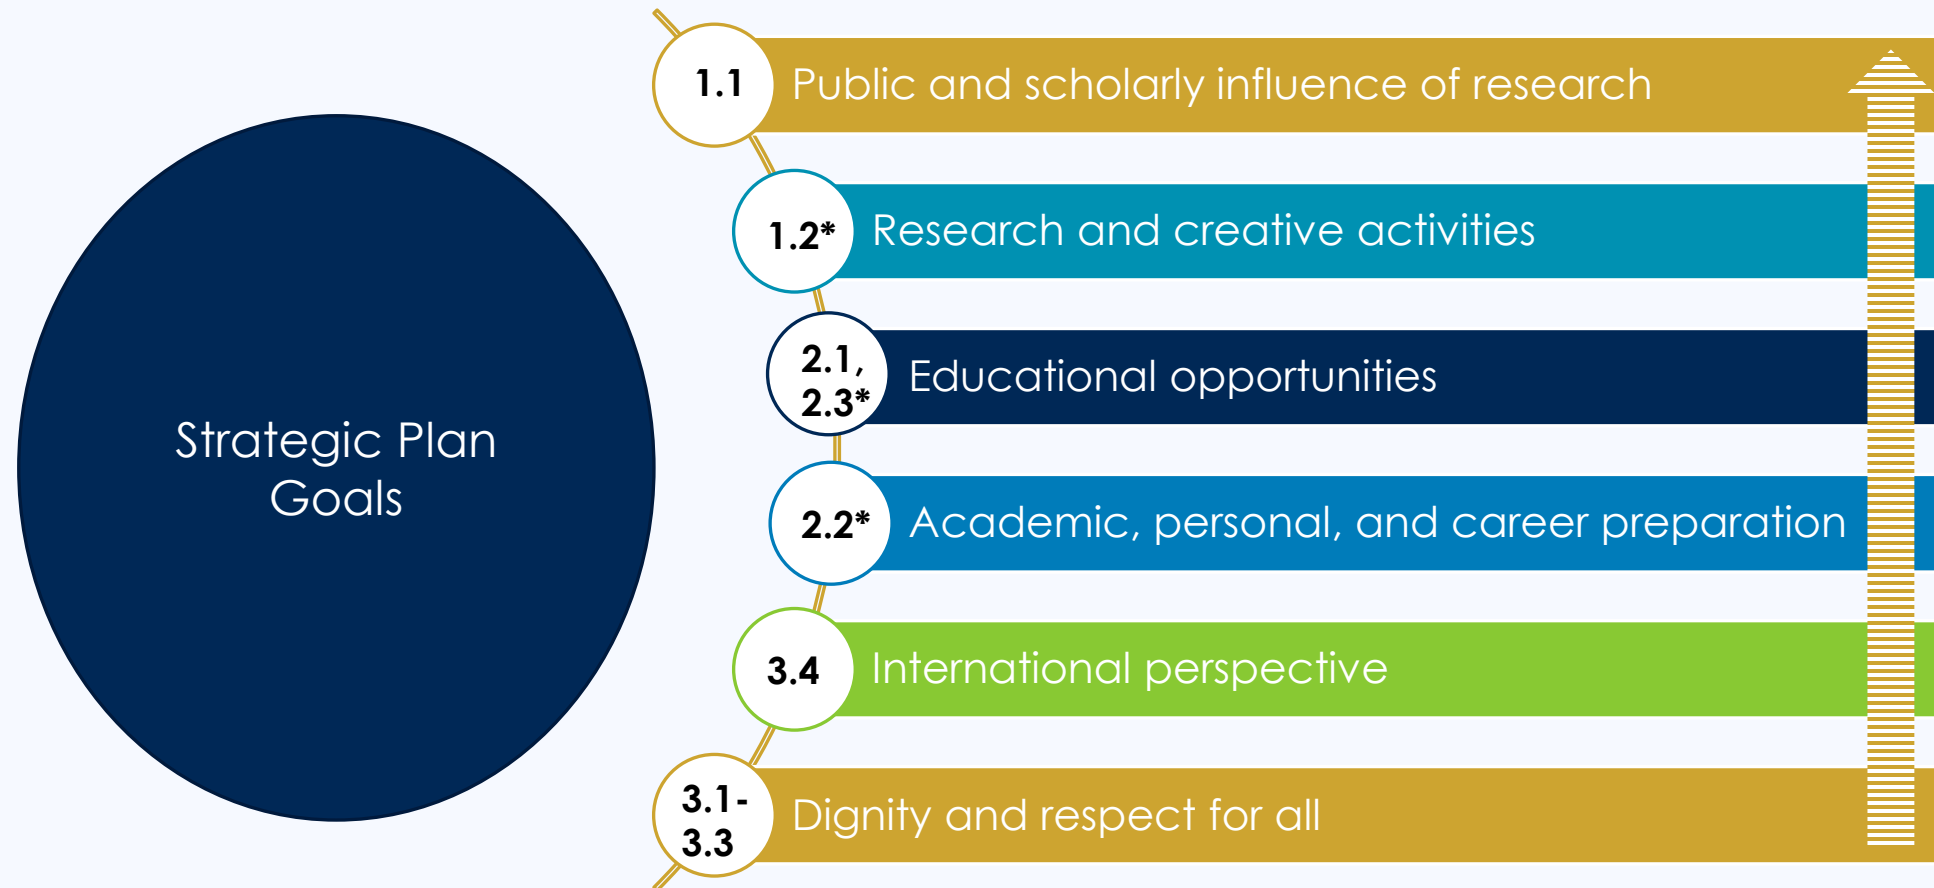 Strategic Plan
Goals
1.1 Public and scholarly influence of research
1.2* Research and creative activities
2.1,
2.3* Educational opportunities
2.2* Academic, personal, and career preparation
3.4 International perspective
3.1-
3.3 Dignity and respect for all